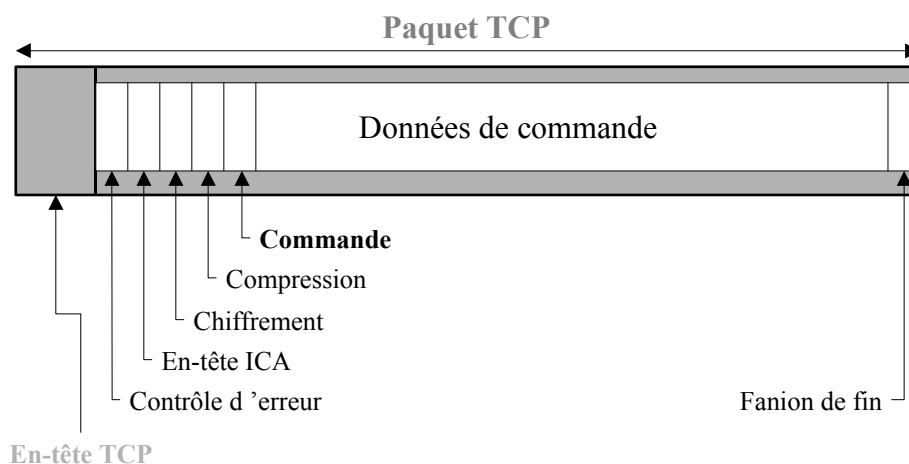 Paquet TCP
Données de commande
Commande
Compression
Chiffrement
En-tête ICA
Contrôle d ’erreur
Fanion de fin
En-tête TCP